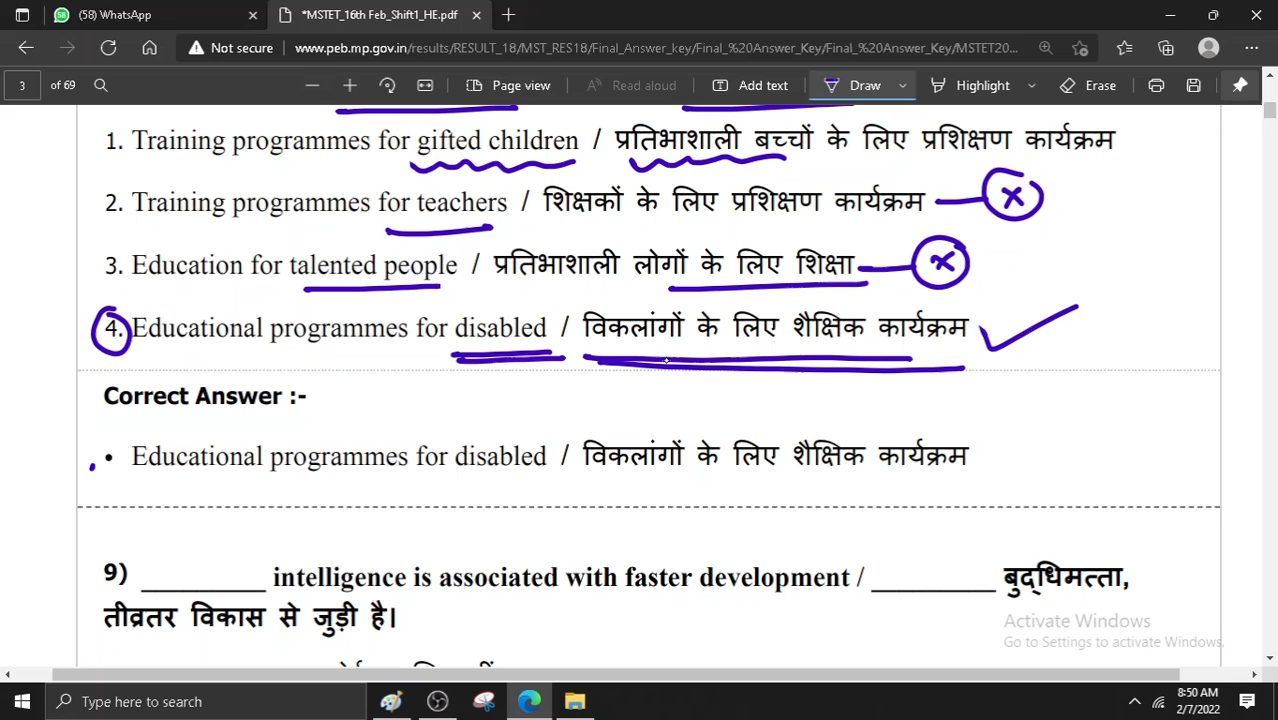 (58) WhatsApp
*MSTET_16th Feb_Shift1_HE.pdf
Not secure
www.peb.mp.gov.in/results/RESULT_18/MST_RES18/Final_Answer_key/Final_%20Answer_Key/Final_%20Answer_Key/MSTET20...
3 of 69
Page view
Read aloud
Add text
Draw
Highlight
Erase
1. Training programmes for gifted children / प्रतिभाशाली बच्चों के लिए प्रशिक्षण कार्यक्रम
2. Training programmes for teachers / शिक्षकों के लिए प्रशिक्षण कार्यक्रम
3. Education for talented people / प्रतिभाशाली लोगों के लिए शिक्षा
4. Educational programmes for disabled / विकलांगों के लिए शैक्षिक कार्यक्रम
Correct Answer :-
• Educational programmes for disabled / विकलांगों के लिए शैक्षिक कार्यक्रम
9) _________ intelligence is associated with faster development / _________ बुद्धिमत्ता,
तीव्रतर विकास से जुड़ी है।
Activate Windows
Go to Settings to activate Windows.
Type here to search
8:50 AM
2/7/2022